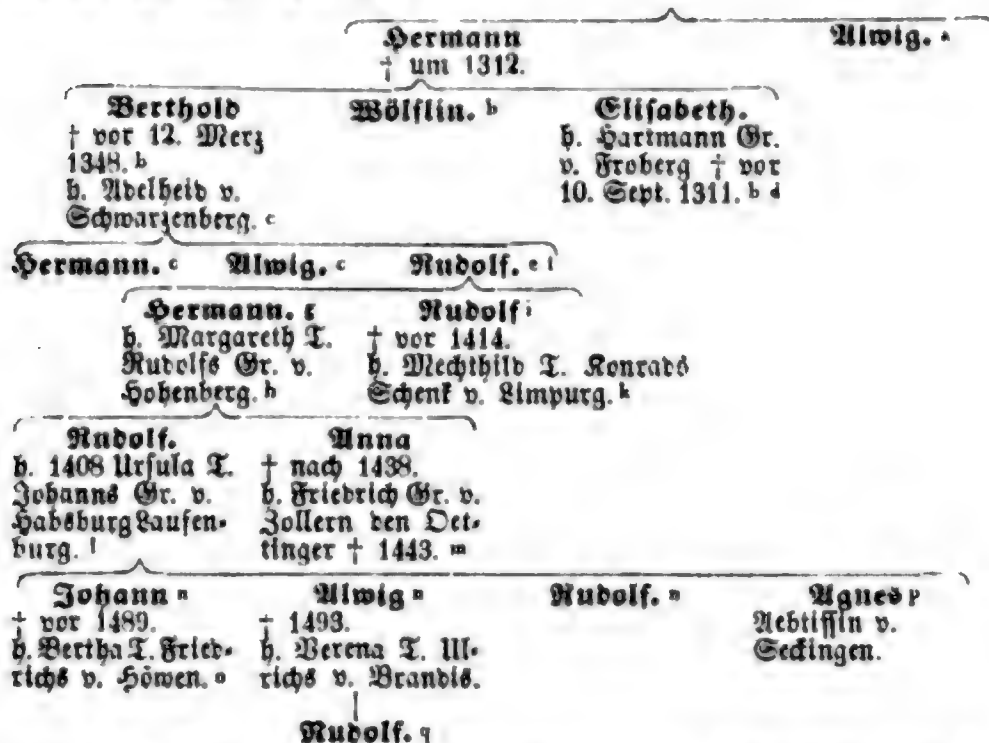 Hermann Alwig. a
† um 1312.
Berthold Wölflin. b Elisabeth.
† vor 12. Merz h. Hartmann Gr.
1348. b v. Froberg † vor
h. Adelheid v. 10. Sept. 1311. b d
Schwarzenberg. c
Hermann. c Alwig. c Rudolf. e f
Hermann. g Rudolf i
h. Margareth T. † vor 1414.
Rudolfs Gr. v. h. Mechthild T. Konrads
Hohenberg. h Schenk v. Limpurg. k
Rudolf. Anna
h. 1408 Ursula T. † nach 1438.
Johanns Gr. v. h. Friedrich Gr. v.
Habsburg Laufen- Zollern den Oet-
burg. l tinger † 1443. m
Johann n Alwig n Rudolf. n Agnes p
† vor 1489. † 1493. Aebtissin v.
h. Bertha T. Fried- h. Verena T. Ul- Seckingen.
richs v. Höwen. o richs v. Brandis.
Rudolf. q